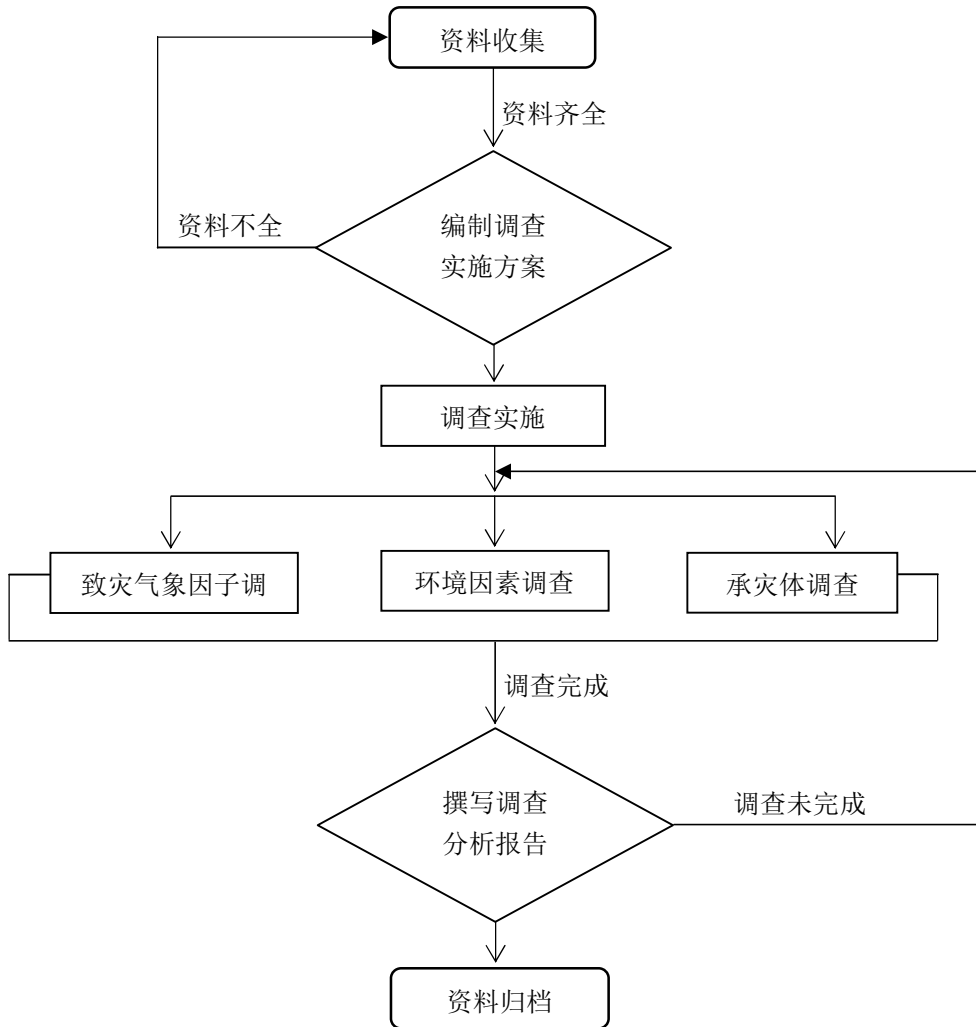 资料收集
资料齐全
资料不全
编制调查
实施方案
调查实施
致灾气象因子调
环境因素调查
承灾体调查
调查完成
撰写调查
分析报告
调查未完成
资料归档